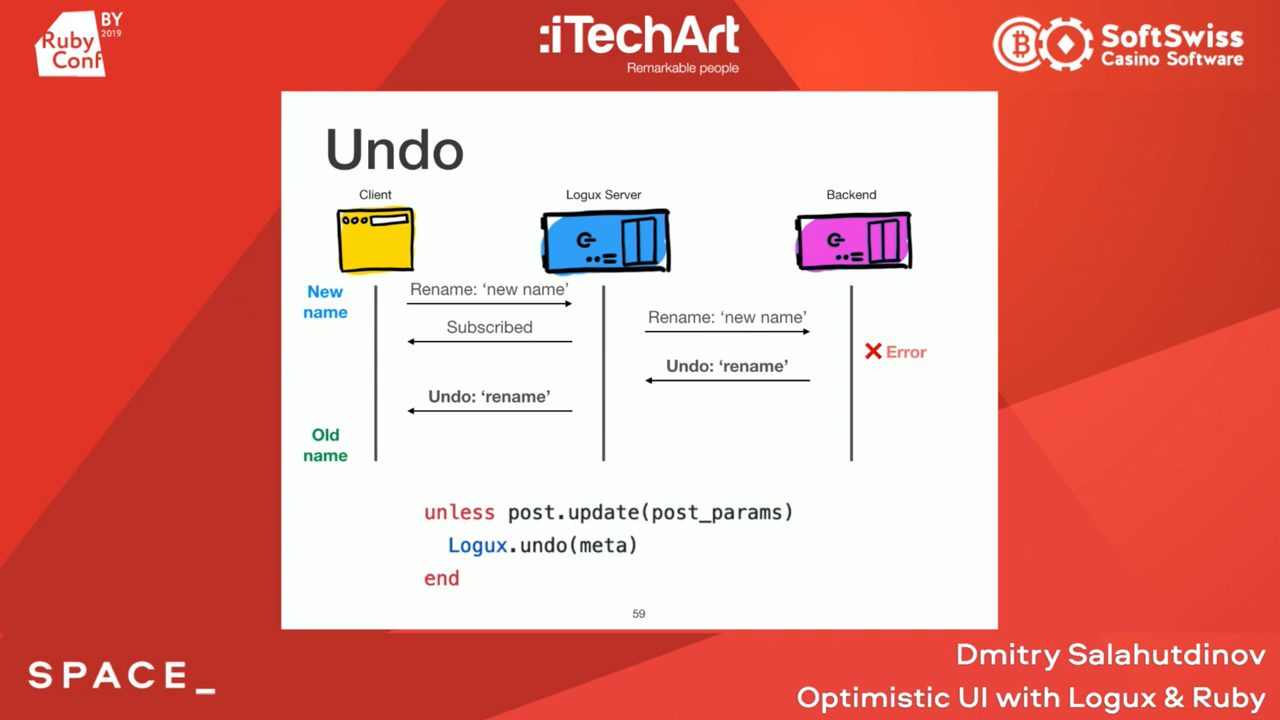 Ruby
Conf
BY
2019
:iTechArt
Remarkable people
SoftSwiss
Casino Software
Undo
Client
Logux Server
Backend
New
name
Rename: ‘new name’
Rename: ‘new name’
Subscribed
Error
Undo: ‘rename’
Undo: ‘rename’
Old
name
unless post.update(post_params)
Logux.undo(meta)
end
59
SPACE_
Dmitry Salahutdinov
Optimistic UI with Logux & Ruby